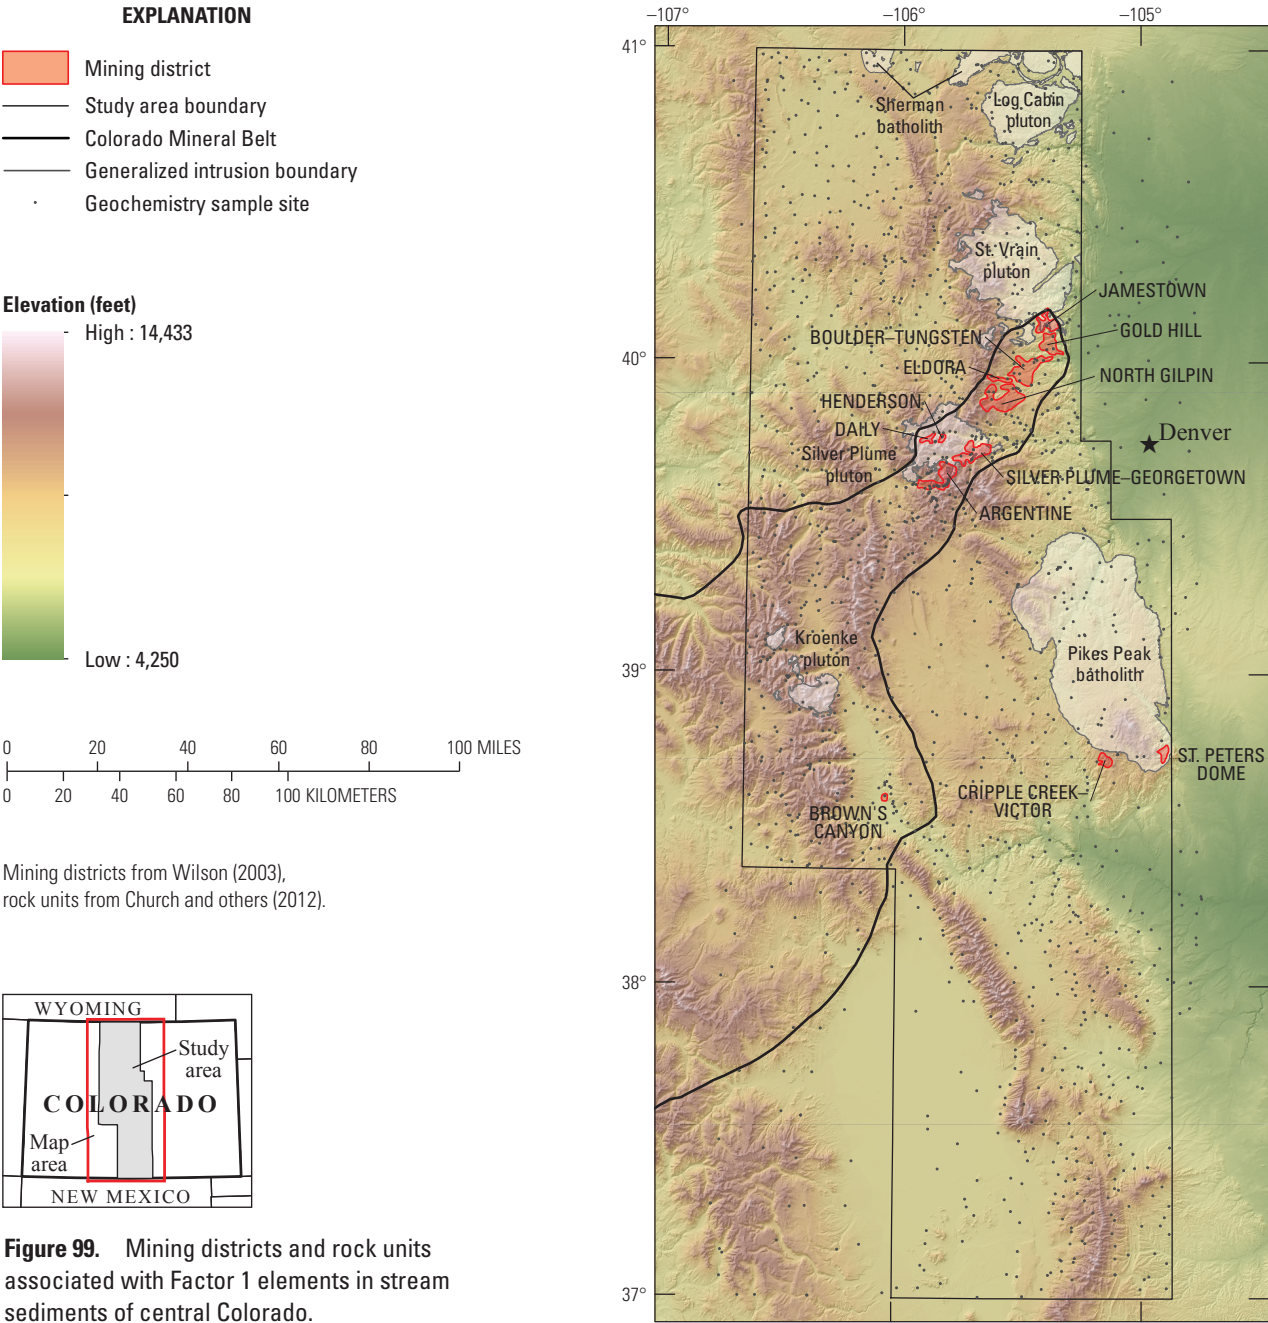 EXPLANATION
Mining district
Study area boundary
Colorado Mineral Belt
Generalized intrusion boundary
Geochemistry sample site
Elevation (feet)
High : 14,433
Low : 4,250
0 20 40 60 80 100 MILES
0 20 40 60 80 100 KILOMETERS
Mining districts from Wilson (2003),
rock units from Church and others (2012).
WYOMING
Study
area
COLORADO
Map
area
NEW MEXICO
Figure 99. Mining districts and rock units
associated with Factor 1 elements in stream
sediments of central Colorado.
–107° –106° –105°
41°
Sherman
batholith
Log Cabin
pluton
St. Vrain
pluton
JAMESTOWN
GOLD HILL
BOULDER–TUNGSTEN
40°
ELDORA
NORTH GILPIN
HENDERSON
DAILY
Denver
Silver Plume
pluton
SILVER PLUME–GEORGETOWN
ARGENTINE
Kroenke
pluton
Pikes Peak
batholith
39°
ST. PETERS
DOME
CRIPPLE CREEK–
VICTOR
BROWN'S
CANYON
38°
37°